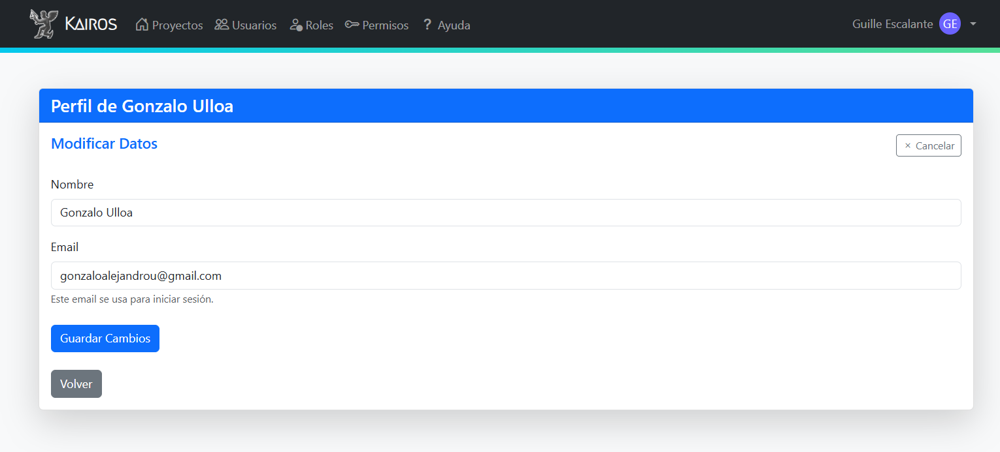 KAIROS Proyectos Usuarios Roles Permisos ? Ayuda Guille Escalante GE
Perfil de Gonzalo Ulloa
Modificar Datos × Cancelar
Nombre
Gonzalo Ulloa
Email
gonzaloalejandrou@gmail.com
Este email se usa para iniciar sesión.
Guardar Cambios
Volver